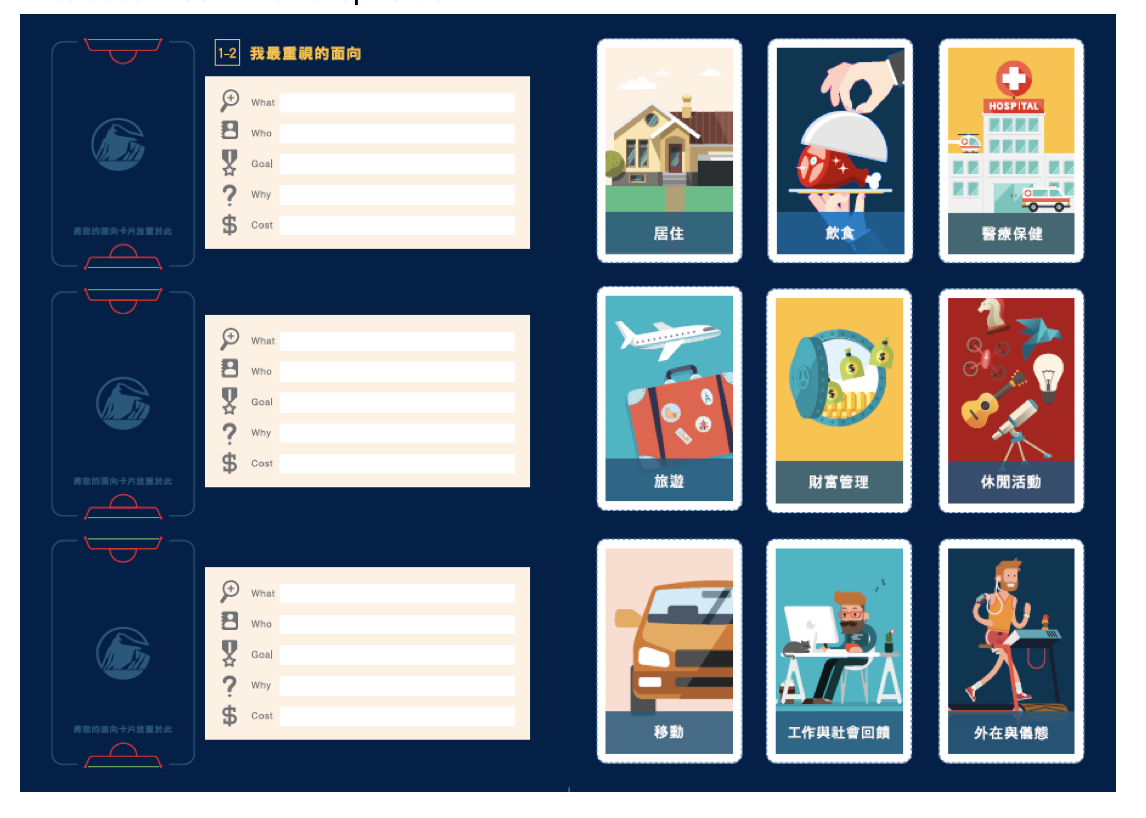 1-2 我最重視的面向
What
Who
Goal
Why
Cost
將您的面向卡片放置於此
What
Who
Goal
Why
Cost
將您的面向卡片放置於此
What
Who
Goal
Why
Cost
將您的面向卡片放置於此
HOSPITAL
居住
飲食
醫療保健
旅遊
財富管理
休閒活動
移動
工作與社會回饋
外在與儀態